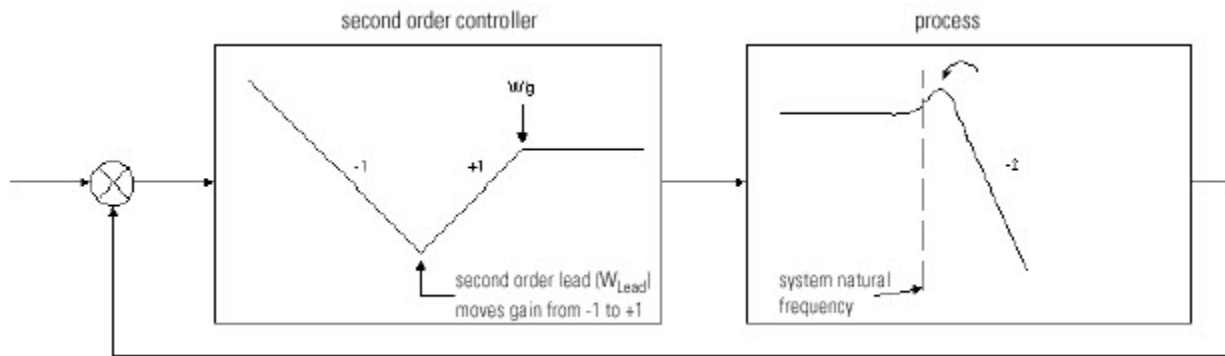 second order controller
process
Wg
-1
+1
-2
second order lead (W_Lead)
moves gain from -1 to +1
system natural
frequency